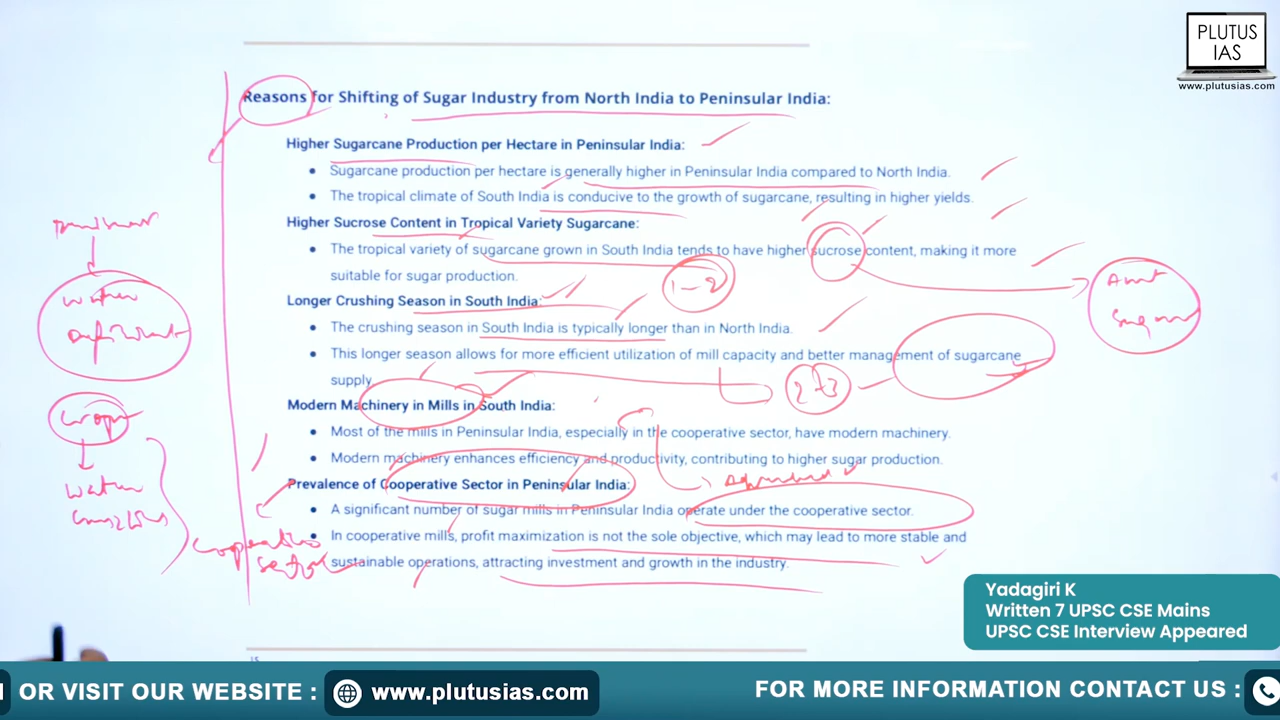 PLUTUS
IAS
www.plutusias.com
Reasons for Shifting of Sugar Industry from North India to Peninsular India:
Higher Sugarcane Production per Hectare in Peninsular India:
• Sugarcane production per hectare is generally higher in Peninsular India compared to North India.
• The tropical climate of South India is conducive to the growth of sugarcane, resulting in higher yields.
Higher Sucrose Content in Tropical Variety Sugarcane:
• The tropical variety of sugarcane grown in South India tends to have higher sucrose content, making it more
suitable for sugar production.
1-2
Longer Crushing Season in South India:
• The crushing season in South India is typically longer than in North India.
• This longer season allows for more efficient utilization of mill capacity and better management of sugarcane
supply.
2+3
Modern Machinery in Mills in South India:
• Most of the mills in Peninsular India, especially in the cooperative sector, have modern machinery.
• Modern machinery enhances efficiency and productivity, contributing to higher sugar production.
Prevalence of Cooperative Sector in Peninsular India:
• A significant number of sugar mills in Peninsular India operate under the cooperative sector.
• In cooperative mills, profit maximization is not the sole objective, which may lead to more stable and
sustainable operations, attracting investment and growth in the industry.
water
crops
water
cooperative
sector
15
Yadagiri K
Written 7 UPSC CSE Mains
UPSC CSE Interview Appeared
OR VISIT OUR WEBSITE :
www.plutusias.com
FOR MORE INFORMATION CONTACT US :